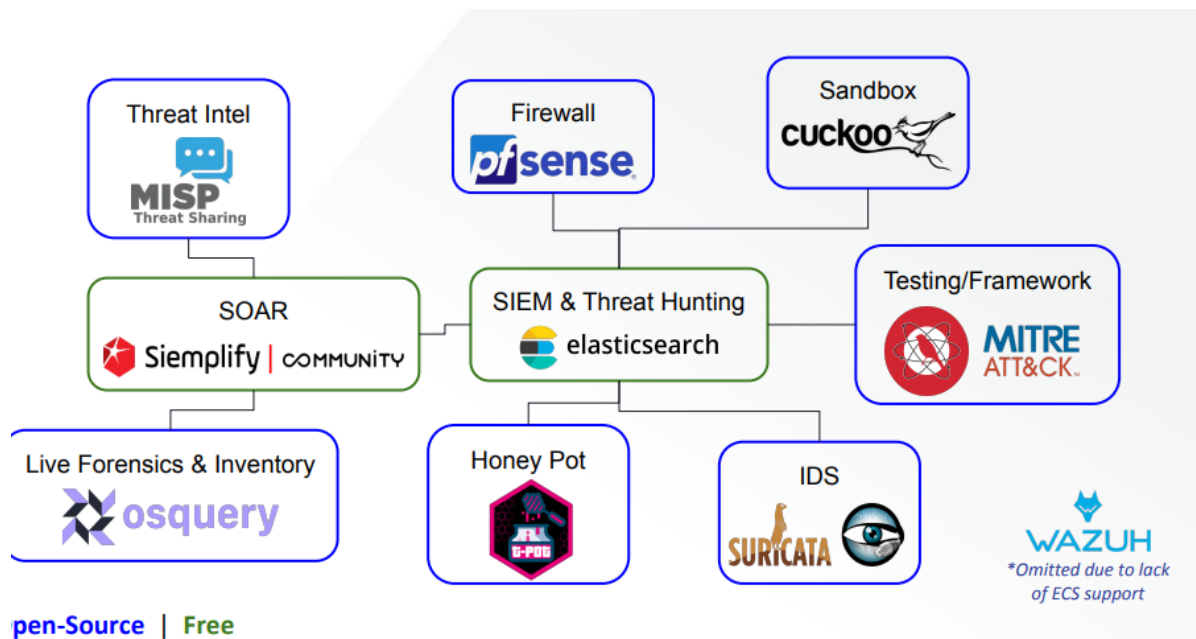 Threat Intel
MISP
Threat Sharing
Firewall
pfsense
Sandbox
cuckoo
SOAR
Siemplify | COMMUNITY
SIEM & Threat Hunting
elasticsearch
Testing/Framework
MITRE
ATT&CK
Live Forensics & Inventory
osquery
Honey Pot
T-POT
IDS
SURICATA
WAZUH
*Omitted due to lack
of ECS support
pen-Source | Free